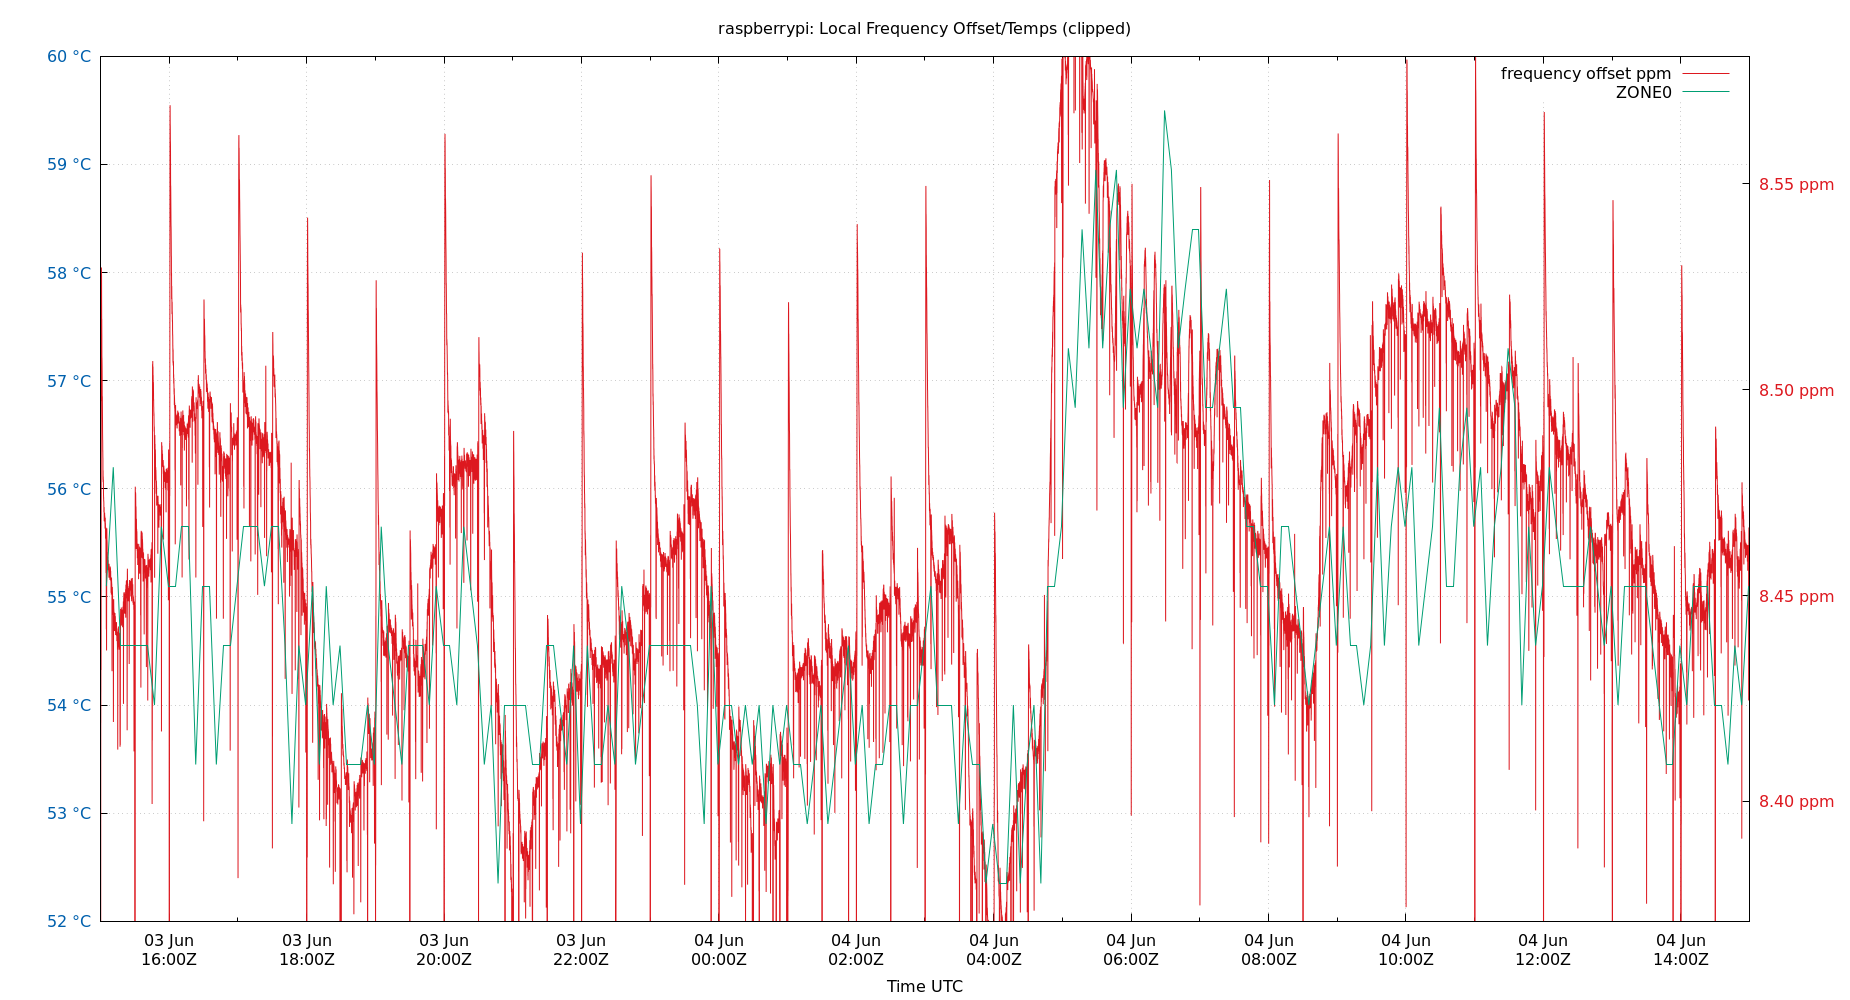 raspberrypi: Local Frequency Offset/Temps (clipped)
60 °C
59 °C
58 °C
57 °C
56 °C
55 °C
54 °C
53 °C
52 °C
frequency offset ppm
ZONE0
8.55 ppm
8.50 ppm
8.45 ppm
8.40 ppm
03 Jun 03 Jun 03 Jun 03 Jun 04 Jun 04 Jun 04 Jun 04 Jun 04 Jun 04 Jun 04 Jun 04 Jun
16:00Z 18:00Z 20:00Z 22:00Z 00:00Z 02:00Z 04:00Z 06:00Z 08:00Z 10:00Z 12:00Z 14:00Z
Time UTC